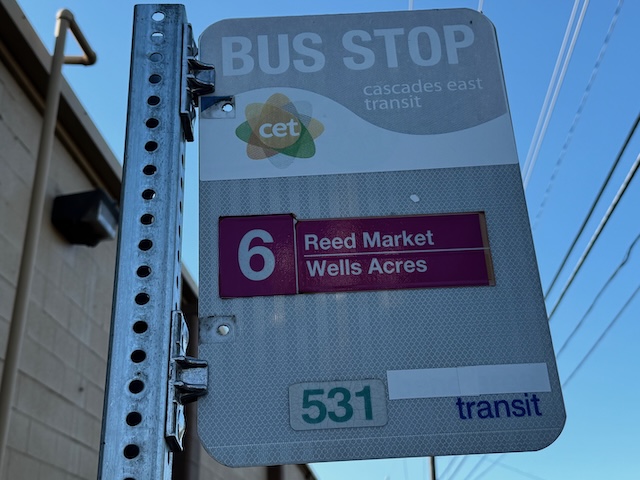 BUS STOP
cascades east
transit
cet
6
Reed Market
Wells Acres
531
transit